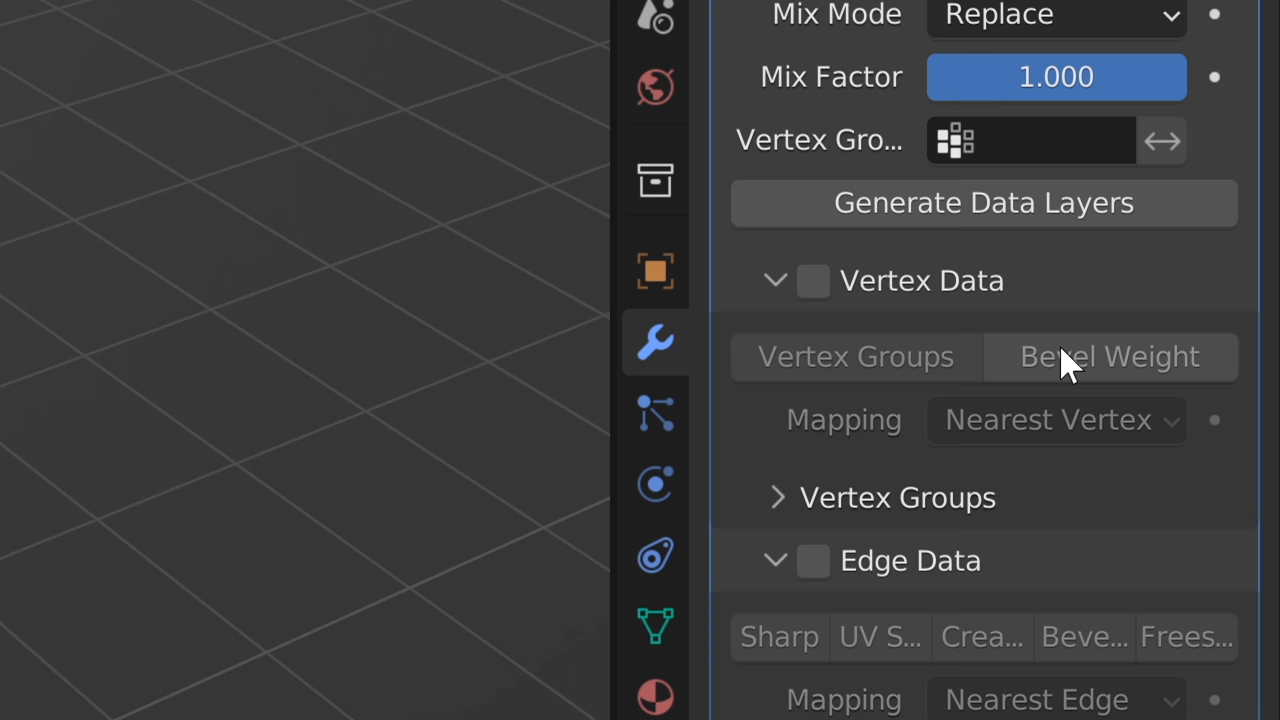 Mix Mode Replace
Mix Factor 1.000
Vertex Gro...
Generate Data Layers
Vertex Data
Vertex Groups Bevel Weight
Mapping Nearest Vertex
Vertex Groups
Edge Data
Sharp UV S... Crea... Beve... Frees...
Mapping Nearest Edge